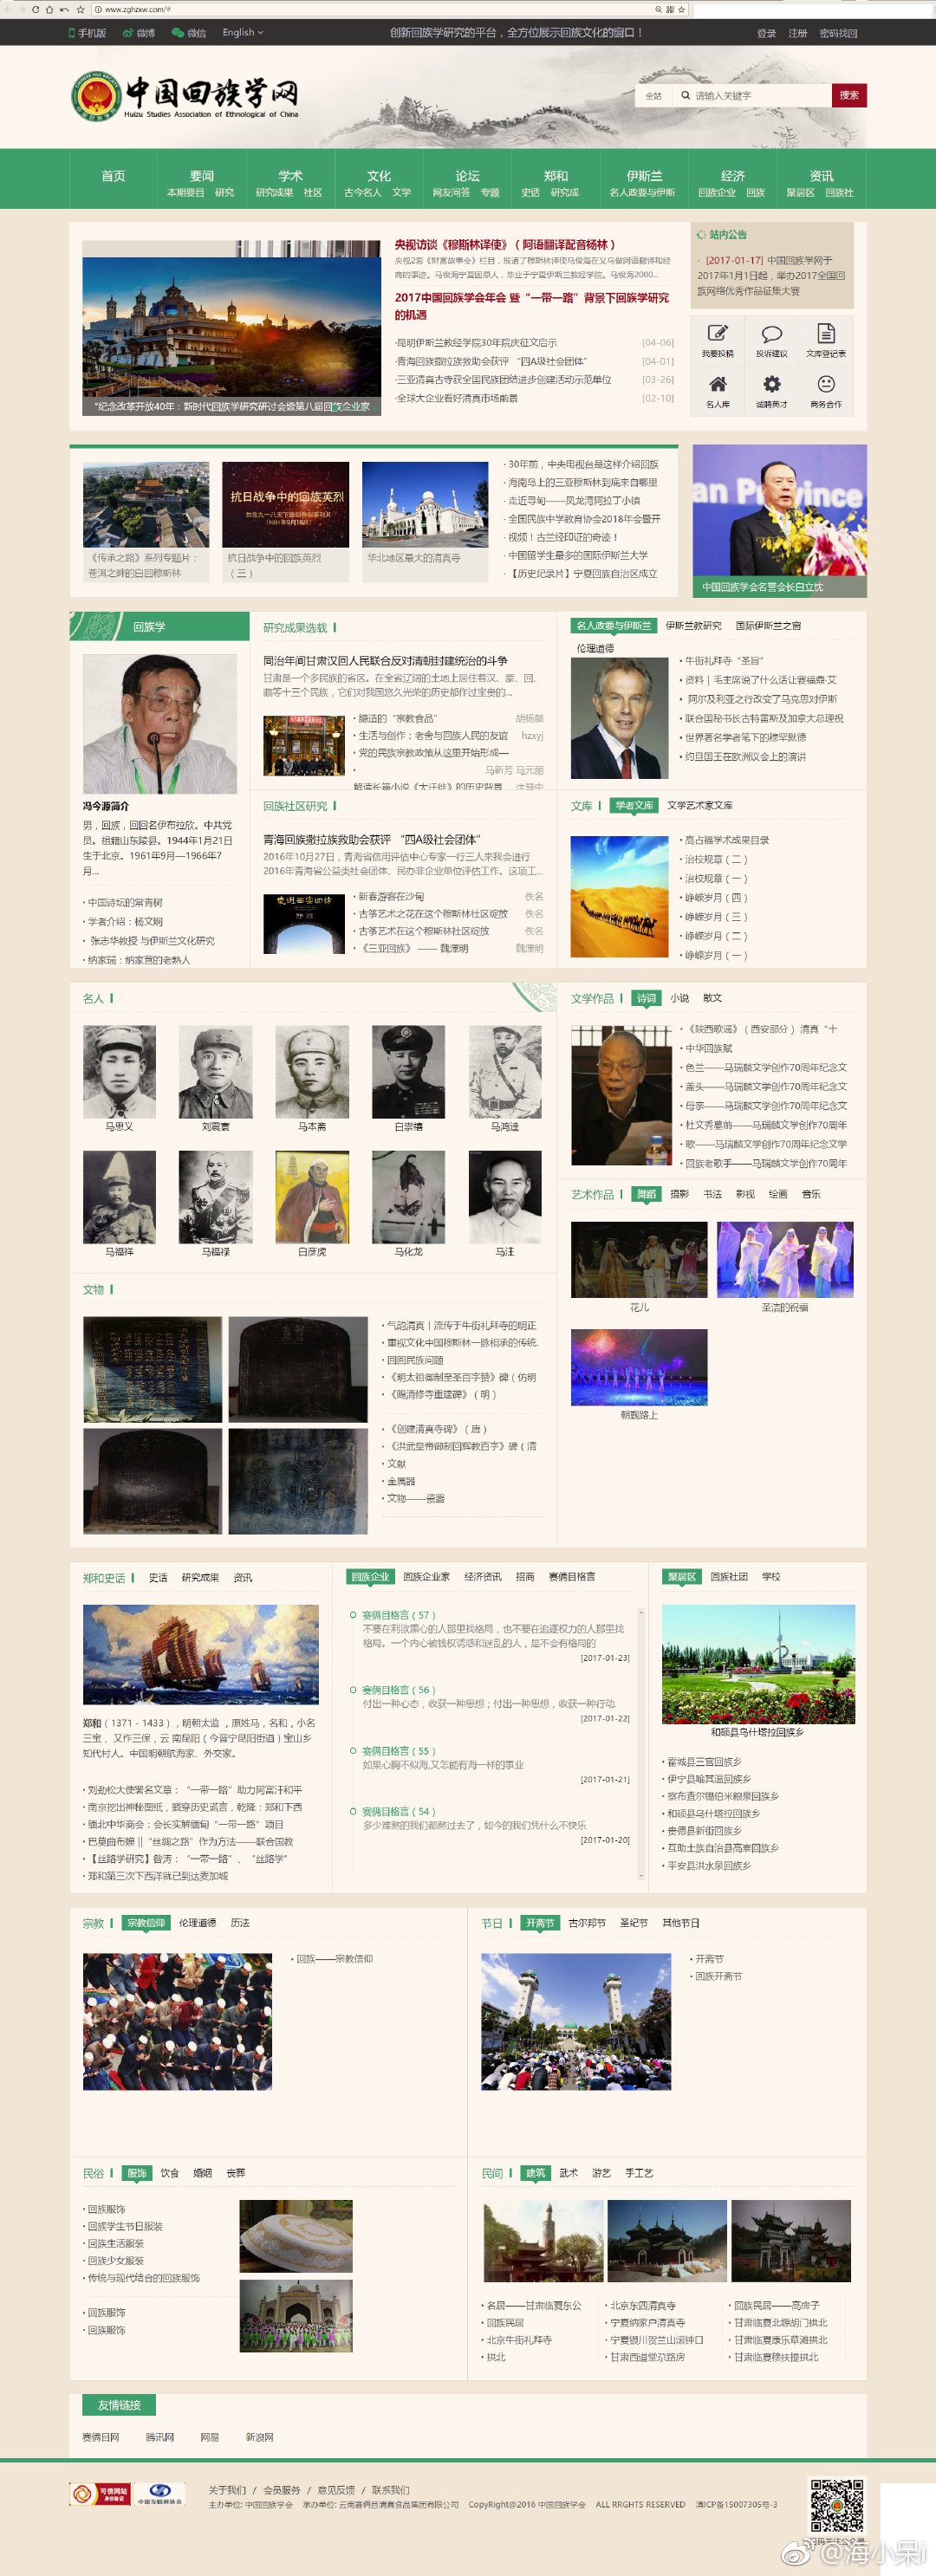 www.zghzxw.com/#
手机版 微博 微信 English
创新回族学研究的平台，全方位展示回族文化的窗口！
登录 注册 密码找回
中国回族学网
Huizu Studies Association of Ethnological of China
全站 请输入关键字 搜索
首页 要闻 学术 文化 论坛 郑和 伊斯兰 经济 资讯
本期要目 研究 研究成果 社区 古今名人 文学 网友问答 专题 史话 研究成 名人政要与伊斯 回族企业 回族 聚居区 回族社
"纪念改革开放40年：新时代回族学研究研讨会暨第八届回族企业家
央视访谈《穆斯林译使》（阿语翻译配音杨林）
2017中国回族学会年会 暨“一带一路”背景下回族学研究
的机遇
·昆明伊斯兰教经学院30年院庆征文启示 [04-06]
·青海回族撒拉族救助会获评 “四A级社会团体” [04-01]
·三亚清真古寺获全国民族团结进步创建活动示范单位 [03-26]
·全球大企业看好清真市场前景 [02-10]
站内公告
· [2017-01-17] 中国回族学网于
2017年1月1日起，举办2017全国回
族网络优秀作品征集大赛
我要投稿 投诉建议 文库登记表
名人库 诚聘英才 商务合作
抗日战争中的回族英烈
《传承之路》系列专题片：
苍洱之畔的白回穆斯林
抗日战争中的回族英烈
（三）
华北地区最大的清真寺
· 30年前，中央电视台是这样介绍回族
· 海南岛上的三亚穆斯林到底来自哪里
· 走近寻甸——凤龙湾阿拉丁小镇
· 全国民族中学教育协会2018年会暨开
· 视频！古兰经印证的奇迹！
· 中国留学生最多的国际伊斯兰大学
· 【历史纪录片】宁夏回族自治区成立
an Province
中国回族学会名誉会长白立忱
回族学
冯今源简介
男，回族，回回名伊布拉欣。中共党
员。祖籍山东陵县。1944年1月21日
生于北京。1961年9月—1966年7
月...
· 中国诗坛的常青树
· 学者介绍：杨文炯
· 张志华教授 与伊斯兰文化研究
· 纳家瑞：纳家营的老熟人
研究成果选载
同治年间甘肃汉回人民联合反对清朝封建统治的斗争
甘肃是一个多民族的省区。在全省辽阔的土地上居住着汉、蒙、回、
藏等十三个民族，它们对我国悠久光荣的历史都作过宝贵的...
· 臆造的“宗教食品” 胡杨麟
· 生活与创作：老舍与回族人民的友谊 hzxyj
· 党的民族宗教政策从这里开始形成—
· 马新芳 马元丽
回族社区研究
青海回族撒拉族救助会获评 “四A级社会团体”
2016年10月27日，青海省信用评估中心专家一行三人来我会进行
2016年青海省公益类社会团体、民办非企业单位评估工作。这项工...
· 新春游客在沙甸 佚名
· 古筝艺术之花在这个穆斯林社区绽放 佚名
· 古筝艺术在这个穆斯林社区绽放 佚名
· 《三亚回族》 —— 魏澤明 魏澤明
名人政要与伊斯兰 伊斯兰教研究 国际伊斯兰之窗
伦理道德
· 牛街礼拜寺“圣旨”
· 资料｜毛主席说了什么话让赛福鼎·艾
· 阿尔及利亚之行改变了马克思对伊斯
· 联合国秘书长古特雷斯及加拿大总理祝
· 世界著名学者笔下的穆罕默德
· 约旦国王在欧洲议会上的演讲
文库 学者文库 文学艺术家文库
· 高占福学术成果目录
· 治校规章（二）
· 治校规章（一）
· 峥嵘岁月（四）
· 峥嵘岁月（三）
· 峥嵘岁月（二）
· 峥嵘岁月（一）
名人
马思义 刘震寰 马本斋 白崇禧 马鸿逵
马福祥 马福禄 白彦虎 马化龙 马注
文学作品 诗词 小说 散文
· 《陕西歌谣》（西安部分）清真“十
· 中华回族赋
· 色兰——马瑞麟文学创作70周年纪念文
· 盖头——马瑞麟文学创作70周年纪念文
· 母亲——马瑞麟文学创作70周年纪念文
· 杜文秀墓前——马瑞麟文学创作70周年
· 歌——马瑞麟文学创作70周年纪念文学
· 回族老歌手——马瑞麟文学创作70周年
艺术作品 舞蹈 摄影 书法 影视 绘画 音乐
花儿 圣洁的祝福
朝觐路上
文物
· 气韵清真｜流传于牛街礼拜寺的明正
· 重视文化中国穆斯林一脉相承的传统.
· 回回民族问题
· 《明太祖御制至圣百字赞》碑（仿明
· 《赐清修寺重建碑》（明）
· 《创建清真寺碑》（唐）
· 《洪武皇帝御制回辉教百字》碑（清
· 文献
· 金属器
· 文物——瓷器
郑和史话 史话 研究成果 资讯
郑和（1371 - 1433），明朝太监 ，原姓马，名和，小名
三宝， 又作三保，云 南昆阳（今晋宁昆阳街道）宝山乡
知代村人。中国明朝航海家、外交家。
· 刘劲松大使署名文章：“一带一路”助力阿富汗和平
· 南京挖出神秘图纸，戳穿历史谎言，乾隆：郑和下西
· 缅北中华商会：会长实解缅甸“一带一路”项目
· 巴莫曲布嫫 ||“丝绸之路”作为方法——联合国教
· 【丝路学研究】昝涛：“一带一路”、“丝路学”
· 郑和第三次下西洋就已到达麦加城
回族企业 回族企业家 经济资讯 招商 赛俩目格言
赛俩目格言（57）
不要在利欲熏心的人那里找格局，也不要在追逐权力的人那里找
格局。一个内心被钱权诱惑和迷乱的人，是不会有格局的
[2017-01-23]
赛俩目格言（56）
付出一种心态，收获一种思想；付出一种思想，收获一种行动.
[2017-01-22]
赛俩目格言（55）
如果心胸不似海,又怎能有海一样的事业
[2017-01-21]
赛俩目格言（54）
多少难熬的我们都熬过去了，如今的我们凭什么不快乐
[2017-01-20]
聚居区 回族社团 学校
和硕县乌什塔拉回族乡
· 霍城县三宫回族乡
· 伊宁县愉其温回族乡
· 察布查尔锡伯米粮泉回族乡
· 和硕县乌什塔拉回族乡
· 贵德县新街回族乡
· 互助土族自治县高寨回族乡
· 平安县洪水泉回族乡
宗教 宗教信仰 伦理道德 历法
· 回族——宗教信仰
节日 开斋节 古尔邦节 圣纪节 其他节日
· 开斋节
· 回族开斋节
民俗 服饰 饮食 婚姻 丧葬
· 回族服饰
· 回族学生节日服装
· 回族生活服装
· 回族少女服装
· 传统与现代结合的回族服饰
· 回族服饰
· 回族服饰
民间 建筑 武术 游艺 手工艺
· 名居——甘肃临夏东公 · 北京东四清真寺 · 回族民居——高房子
· 回族民居 · 宁夏纳家户清真寺 · 甘肃临夏北塬胡门拱北
· 北京牛街礼拜寺 · 宁夏银川贺兰山滚钟口 · 甘肃临夏康乐草滩拱北
· 拱北 · 甘肃西道堂尕路房 · 甘肃临夏穆扶提拱北
友情链接
赛俩目网 腾讯网 网易 新浪网
可信网站
关于我们 / 会员服务 / 意见反馈 / 联系我们
主办单位: 中国回族学会 承办单位: 云南赛俩目清真食品集团有限公司 CopyRight@2016 中国回族学会 ALL RRGHTS RESERVED 滇ICP备15007305号-3
扫码关注公众号
@海小呆i